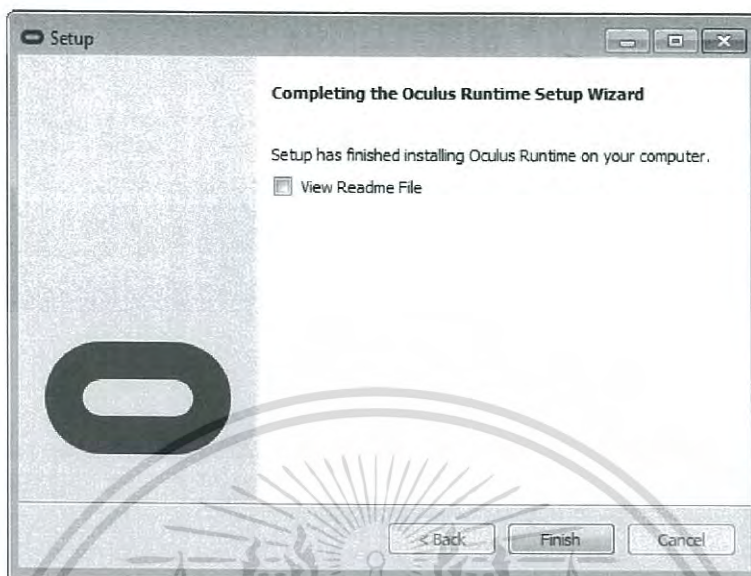 Setup
Completing the Oculus Runtime Setup Wizard
Setup has finished installing Oculus Runtime on your computer.
View Readme File
< Back
Finish
Cancel